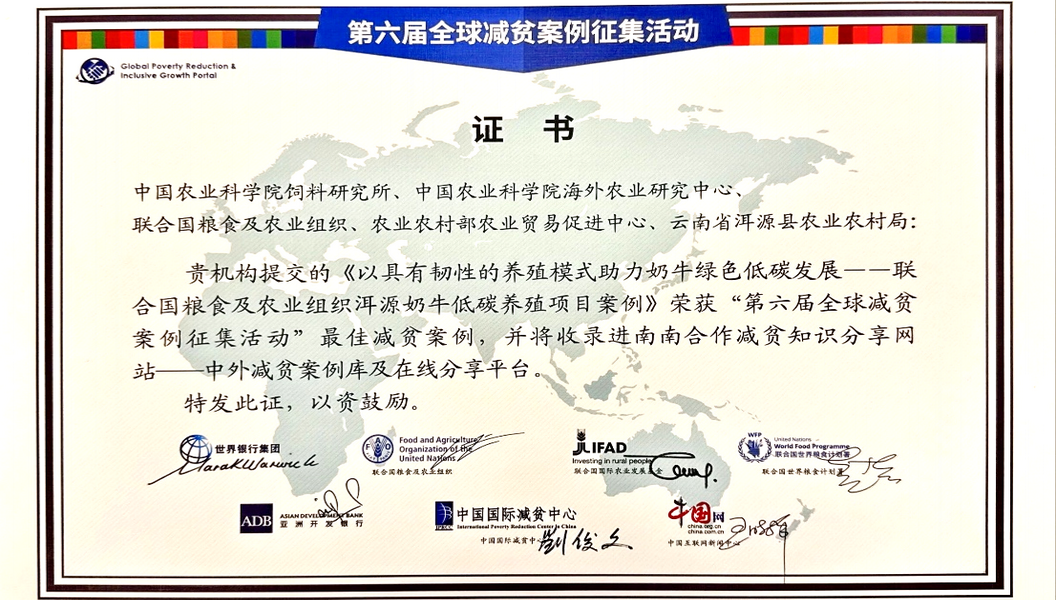 第六届全球减贫案例征集活动
Global Poverty Reduction &
Inclusive Growth Portal
证 书
中国农业科学院饲料研究所、中国农业科学院海外农业研究中心、
联合国粮食及农业组织、农业农村部农业贸易促进中心、云南省洱源县农业农村局：
贵机构提交的《以具有韧性的养殖模式助力奶牛绿色低碳发展——联
合国粮食及农业组织洱源奶牛低碳养殖项目案例》荣获“第六届全球减贫
案例征集活动”最佳减贫案例，并将收录进南南合作减贫知识分享网
站——中外减贫案例库及在线分享平台。
特发此证，以资鼓励。
世界银行集团
FAO
Food and Agriculture
Organization of the
United Nations
联合国粮食及农业组织
JLIFAD
Investing in rural people
联合国国际农业发展基金
WFP
United Nations
World Food Programme
联合国世界粮食计划署
ADB
ASIAN DEVELOPMENT BANK
亚洲开发银行
中国国际减贫中心
International Poverty Reduction Center in China
中国国际减贫中心
刘俊文
中国网
china.org.cn
china.com.cn
中国互联网新闻中心